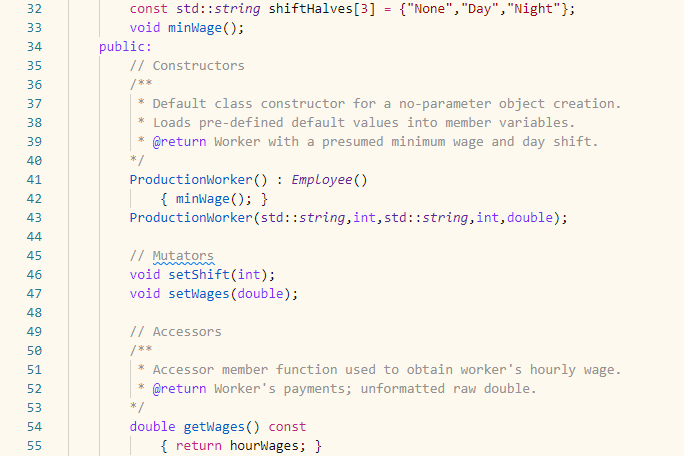 32 const std::string shiftHalves[3] = {"None","Day","Night"};
33 void minWage();
34 public:
35 // Constructors
36 /**
37 * Default class constructor for a no-parameter object creation.
38 * Loads pre-defined default values into member variables.
39 * @return Worker with a presumed minimum wage and day shift.
40 */
41 ProductionWorker() : Employee()
42 { minWage(); }
43 ProductionWorker(std::string,int,std::string,int,double);
44
45 // Mutators
46 void setShift(int);
47 void setWages(double);
48
49 // Accessors
50 /**
51 * Accessor member function used to obtain worker's hourly wage.
52 * @return Worker's payments; unformatted raw double.
53 */
54 double getWages() const
55 { return hourWages; }